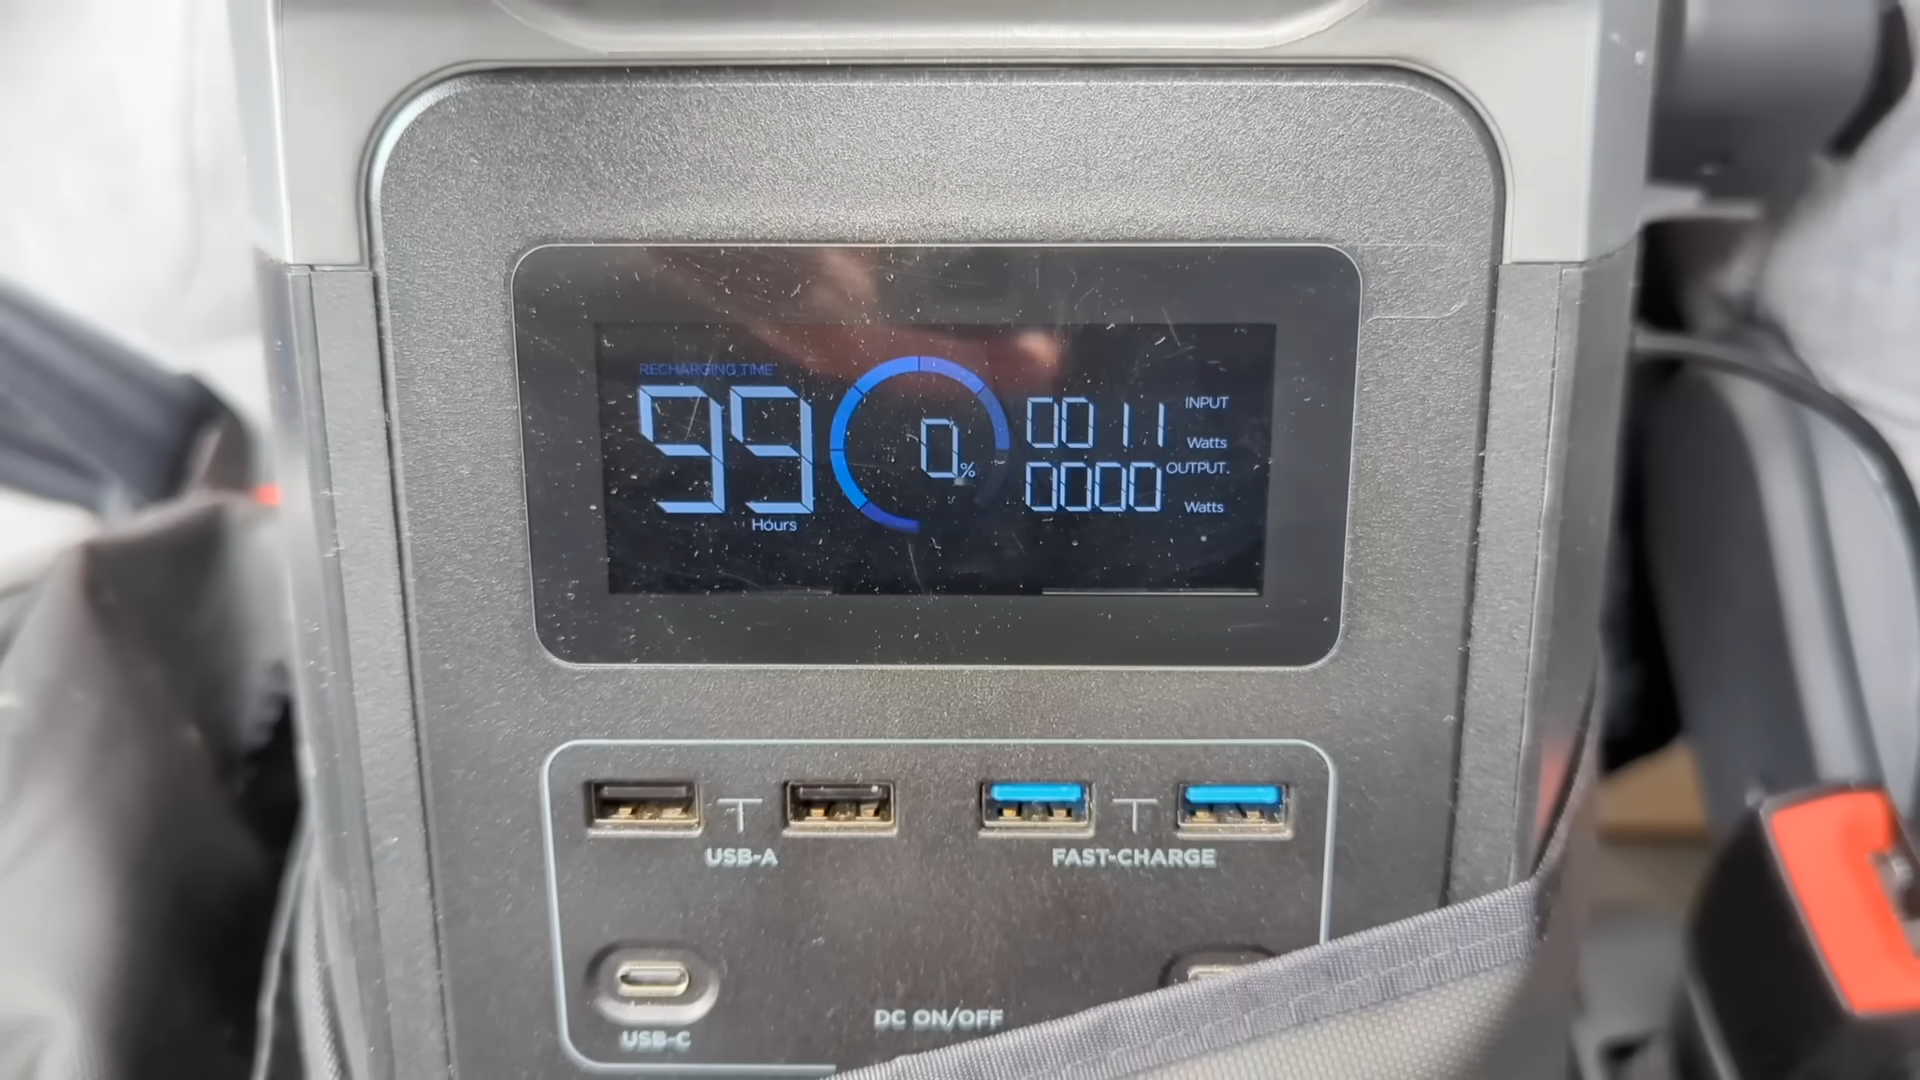 RECHARGING TIME
99
Hours
0%
0011 INPUT
Watts
0000 OUTPUT
Watts
USB-A
FAST-CHARGE
USB-C
DC ON/OFF